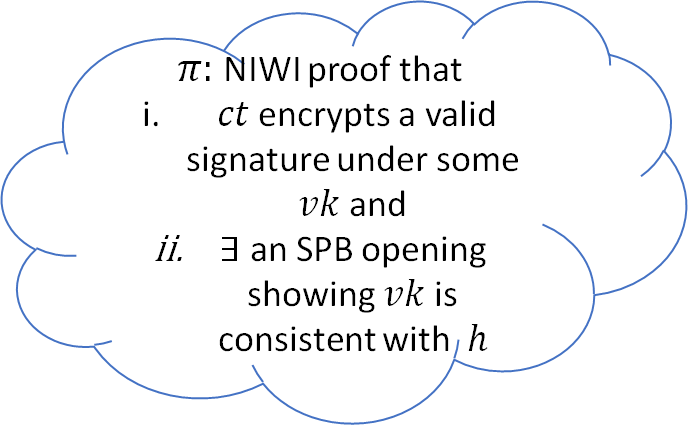 π: NIWI proof that
i. ct encrypts a valid
signature under some
vk and
ii. ∃ an SPB opening
showing vk is
consistent with h